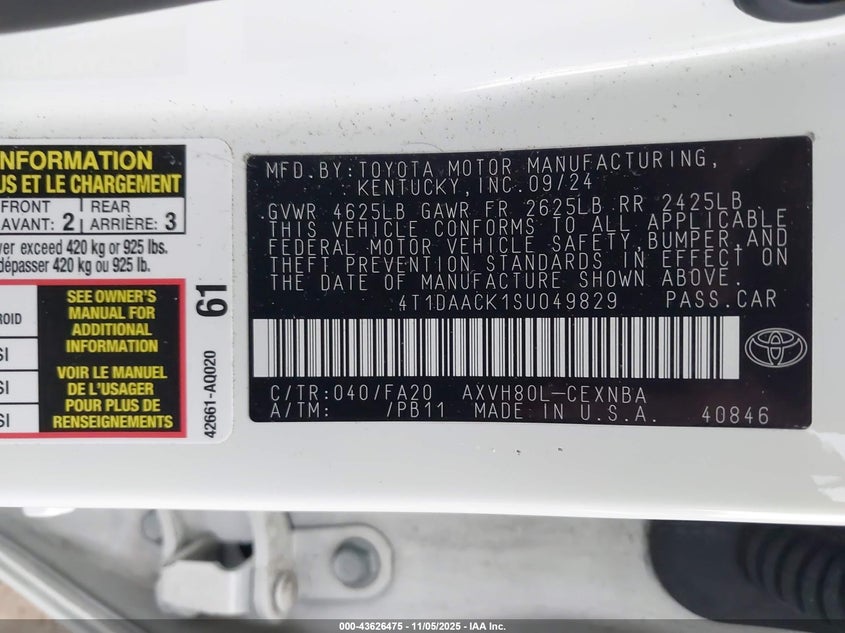 INFORMATION
US ET LE CHARGEMENT
FRONT
AVANT: 2
REAR
ARRIÈRE: 3
ver exceed 420 kg or 925 lbs.
dépasser 420 kg ou 925 lb.
SEE OWNER'S
MANUAL FOR
ADDITIONAL
INFORMATION
VOIR LE MANUEL
DE L'USAGER
POUR PLUS DE
RENSEIGNEMENTS
61
42661-A0020
MFD. BY: TOYOTA MOTOR MANUFACTURING,
KENTUCKY, INC. 09/24
GVWR 4625LB GAWR FR 2625LB RR 2425LB
THIS VEHICLE CONFORMS TO ALL APPLICABLE
FEDERAL MOTOR VEHICLE SAFETY, BUMPER, AND
THEFT PREVENTION STANDARDS IN EFFECT ON
THE DATE OF MANUFACTURE SHOWN ABOVE.
4T1DAACK1SU049829 PASS. CAR
C/TR: 040/FA20 AXVH80L-CEXNBA
A/TM: /PB11 MADE IN U.S.A. 40846
000-43626475 - 11/05/2025 - IAA Inc.